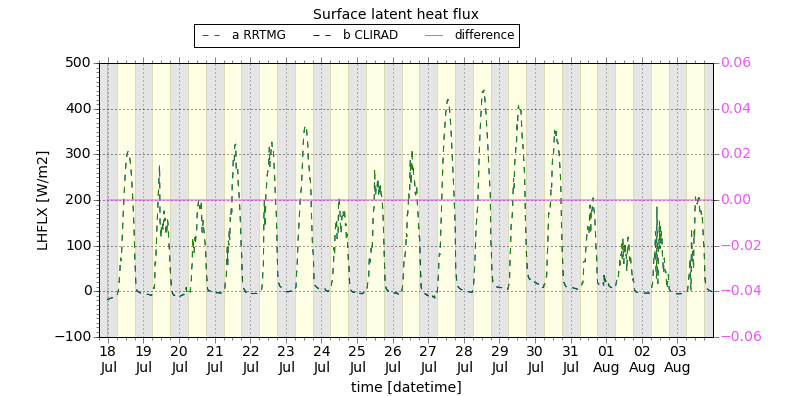 Surface latent heat flux
a RRTMG b CLIRAD difference
LHFLX [W/m2]
500
400
300
200
100
0
−100
0.06
0.04
0.02
0.00
−0.02
−0.04
−0.06
18 19 20 21 22 23 24 25 26 27 28 29 30 31 01 02 03
Jul Jul Jul Jul Jul Jul Jul Jul Jul Jul Jul Jul Jul Jul Aug Aug Aug
time [datetime]